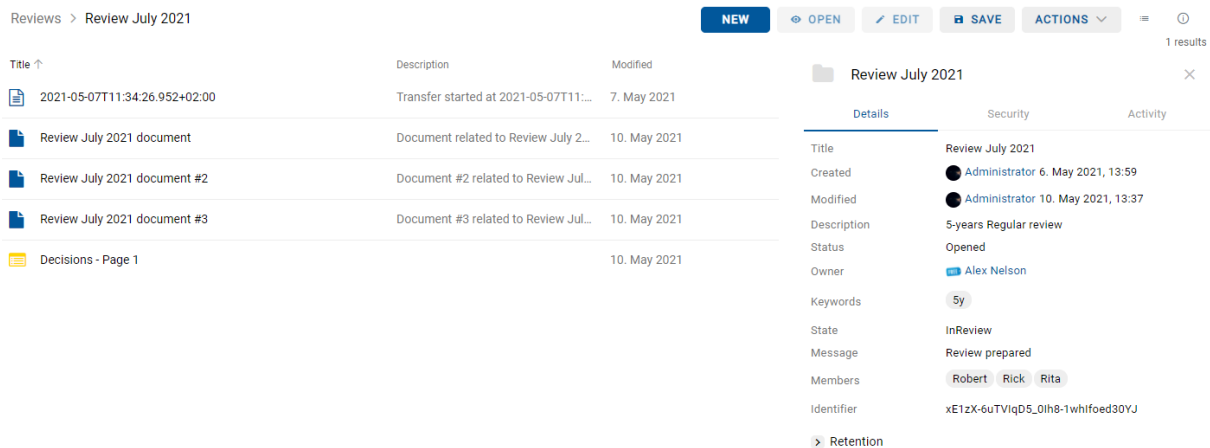 Reviews > Review July 2021
NEW OPEN EDIT SAVE ACTIONS
1 results
Title ↑ Description Modified
2021-05-07T11:34:26.952+02:00 Transfer started at 2021-05-07T11:... 7. May 2021
Review July 2021 document Document related to Review July 2... 10. May 2021
Review July 2021 document #2 Document #2 related to Review Jul... 10. May 2021
Review July 2021 document #3 Document #3 related to Review Jul... 10. May 2021
Decisions - Page 1 10. May 2021
Review July 2021
Details Security Activity
Title Review July 2021
Created Administrator 6. May 2021, 13:59
Modified Administrator 10. May 2021, 13:37
Description 5-years Regular review
Status Opened
Owner Alex Nelson
Keywords 5y
State InReview
Message Review prepared
Members Robert Rick Rita
Identifier xE1zX-6uTVIqD5_0Ih8-1whIfoed30YJ
> Retention